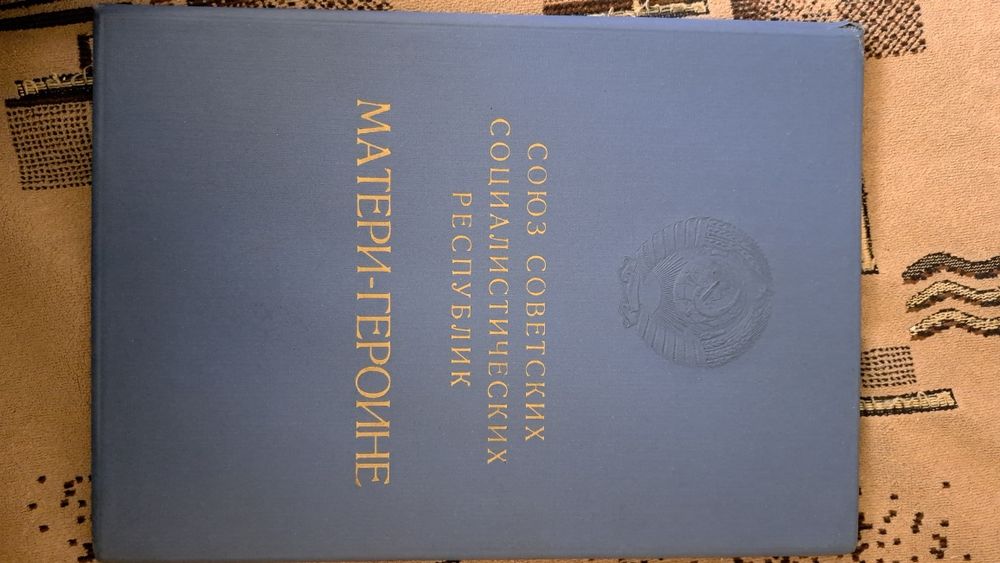 СОЮЗ СОВЕТСКИХ
СОЦИАЛИСТИЧЕСКИХ
РЕСПУБЛИК
МАТЕРИ-ГЕРОИНЕ